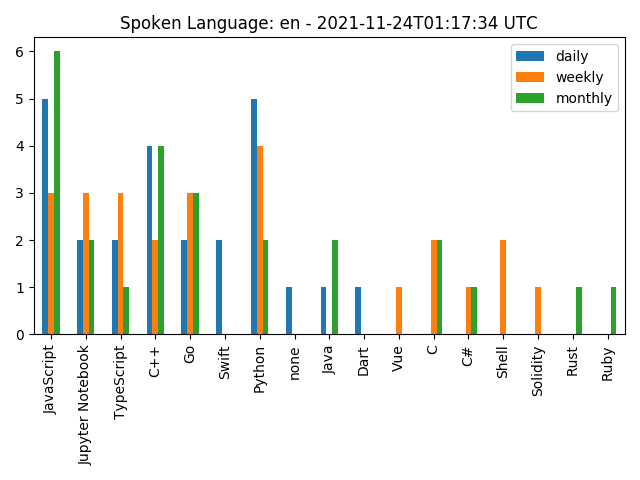 Spoken Language: en - 2021-11-24T01:17:34 UTC
daily
weekly
monthly
6
5
4
3
2
1
0
JavaScript
Jupyter Notebook
TypeScript
C++
Go
Swift
Python
none
Java
Dart
Vue
C
C#
Shell
Solidity
Rust
Ruby